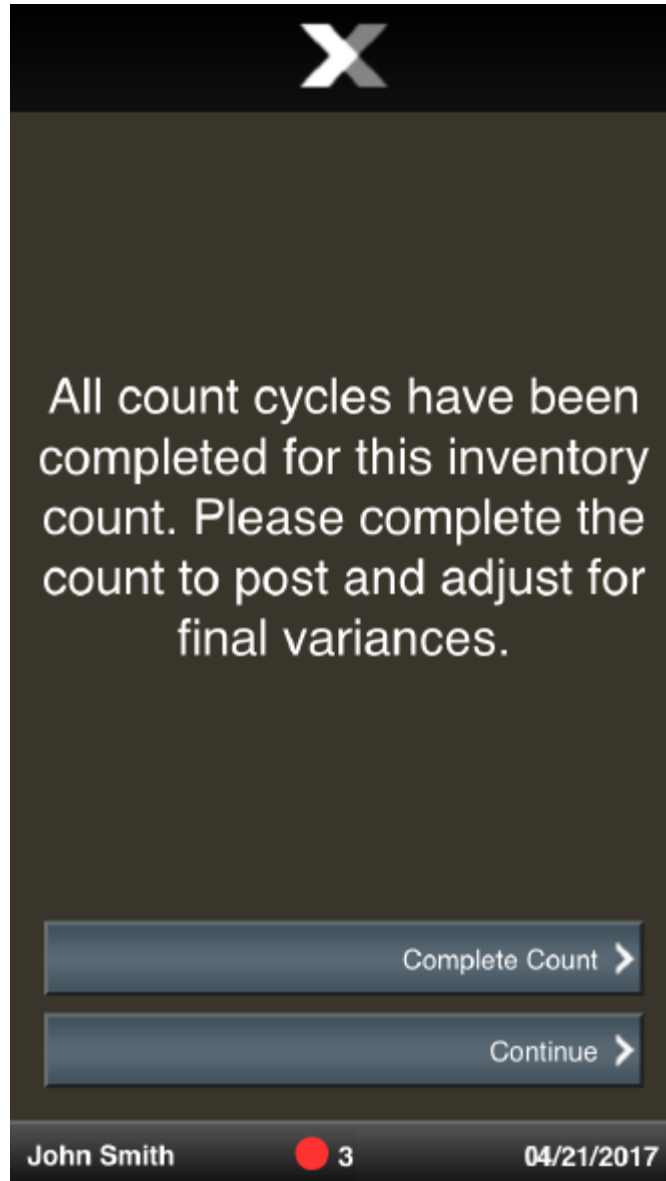 All count cycles have been
completed for this inventory
count. Please complete the
count to post and adjust for
final variances.
Complete Count
Continue
John Smith 3 04/21/2017